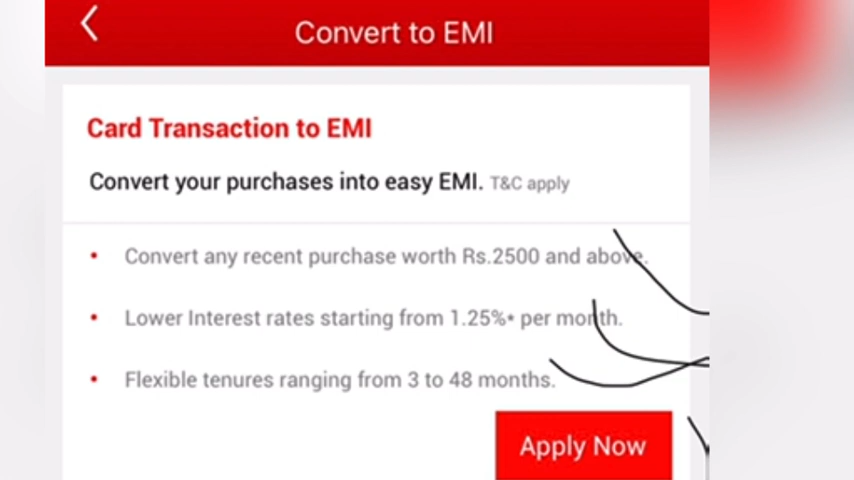 Convert to EMI
Card Transaction to EMI
Convert your purchases into easy EMI. T&C apply
• Convert any recent purchase worth Rs.2500 and above.
• Lower Interest rates starting from 1.25%* per month.
• Flexible tenures ranging from 3 to 48 months.
Apply Now